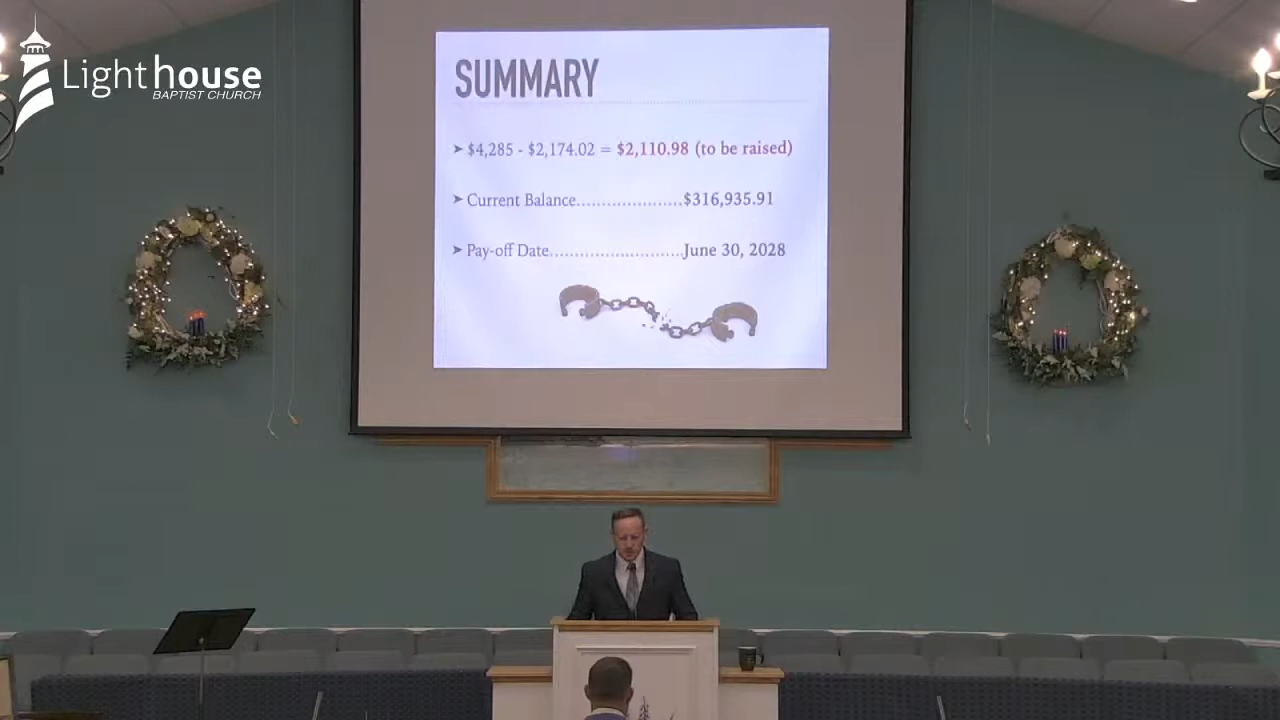 Lighthouse
BAPTIST CHURCH
SUMMARY
➤ $4,285 - $2,174.02 = $2,110.98 (to be raised)
➤ Current Balance.....................$316,935.91
➤ Pay-off Date.........................June 30, 2028